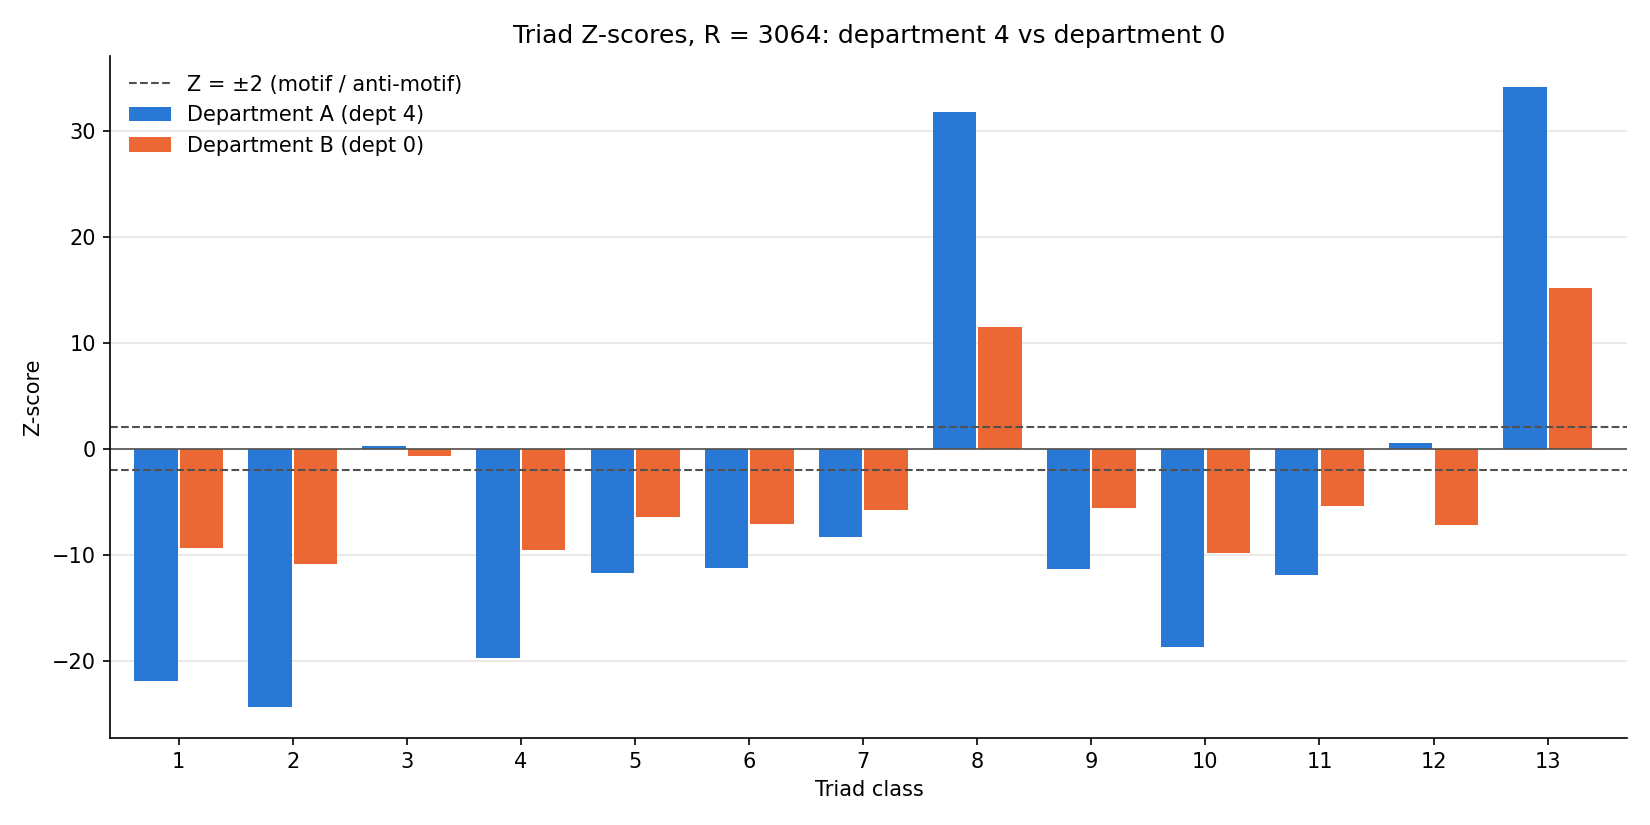 Triad Z-scores, R = 3064: department 4 vs department 0
Z = ±2 (motif / anti-motif)
Department A (dept 4)
Department B (dept 0)
30
20
10
0
−10
−20
Z-score
1 2 3 4 5 6 7 8 9 10 11 12 13
Triad class